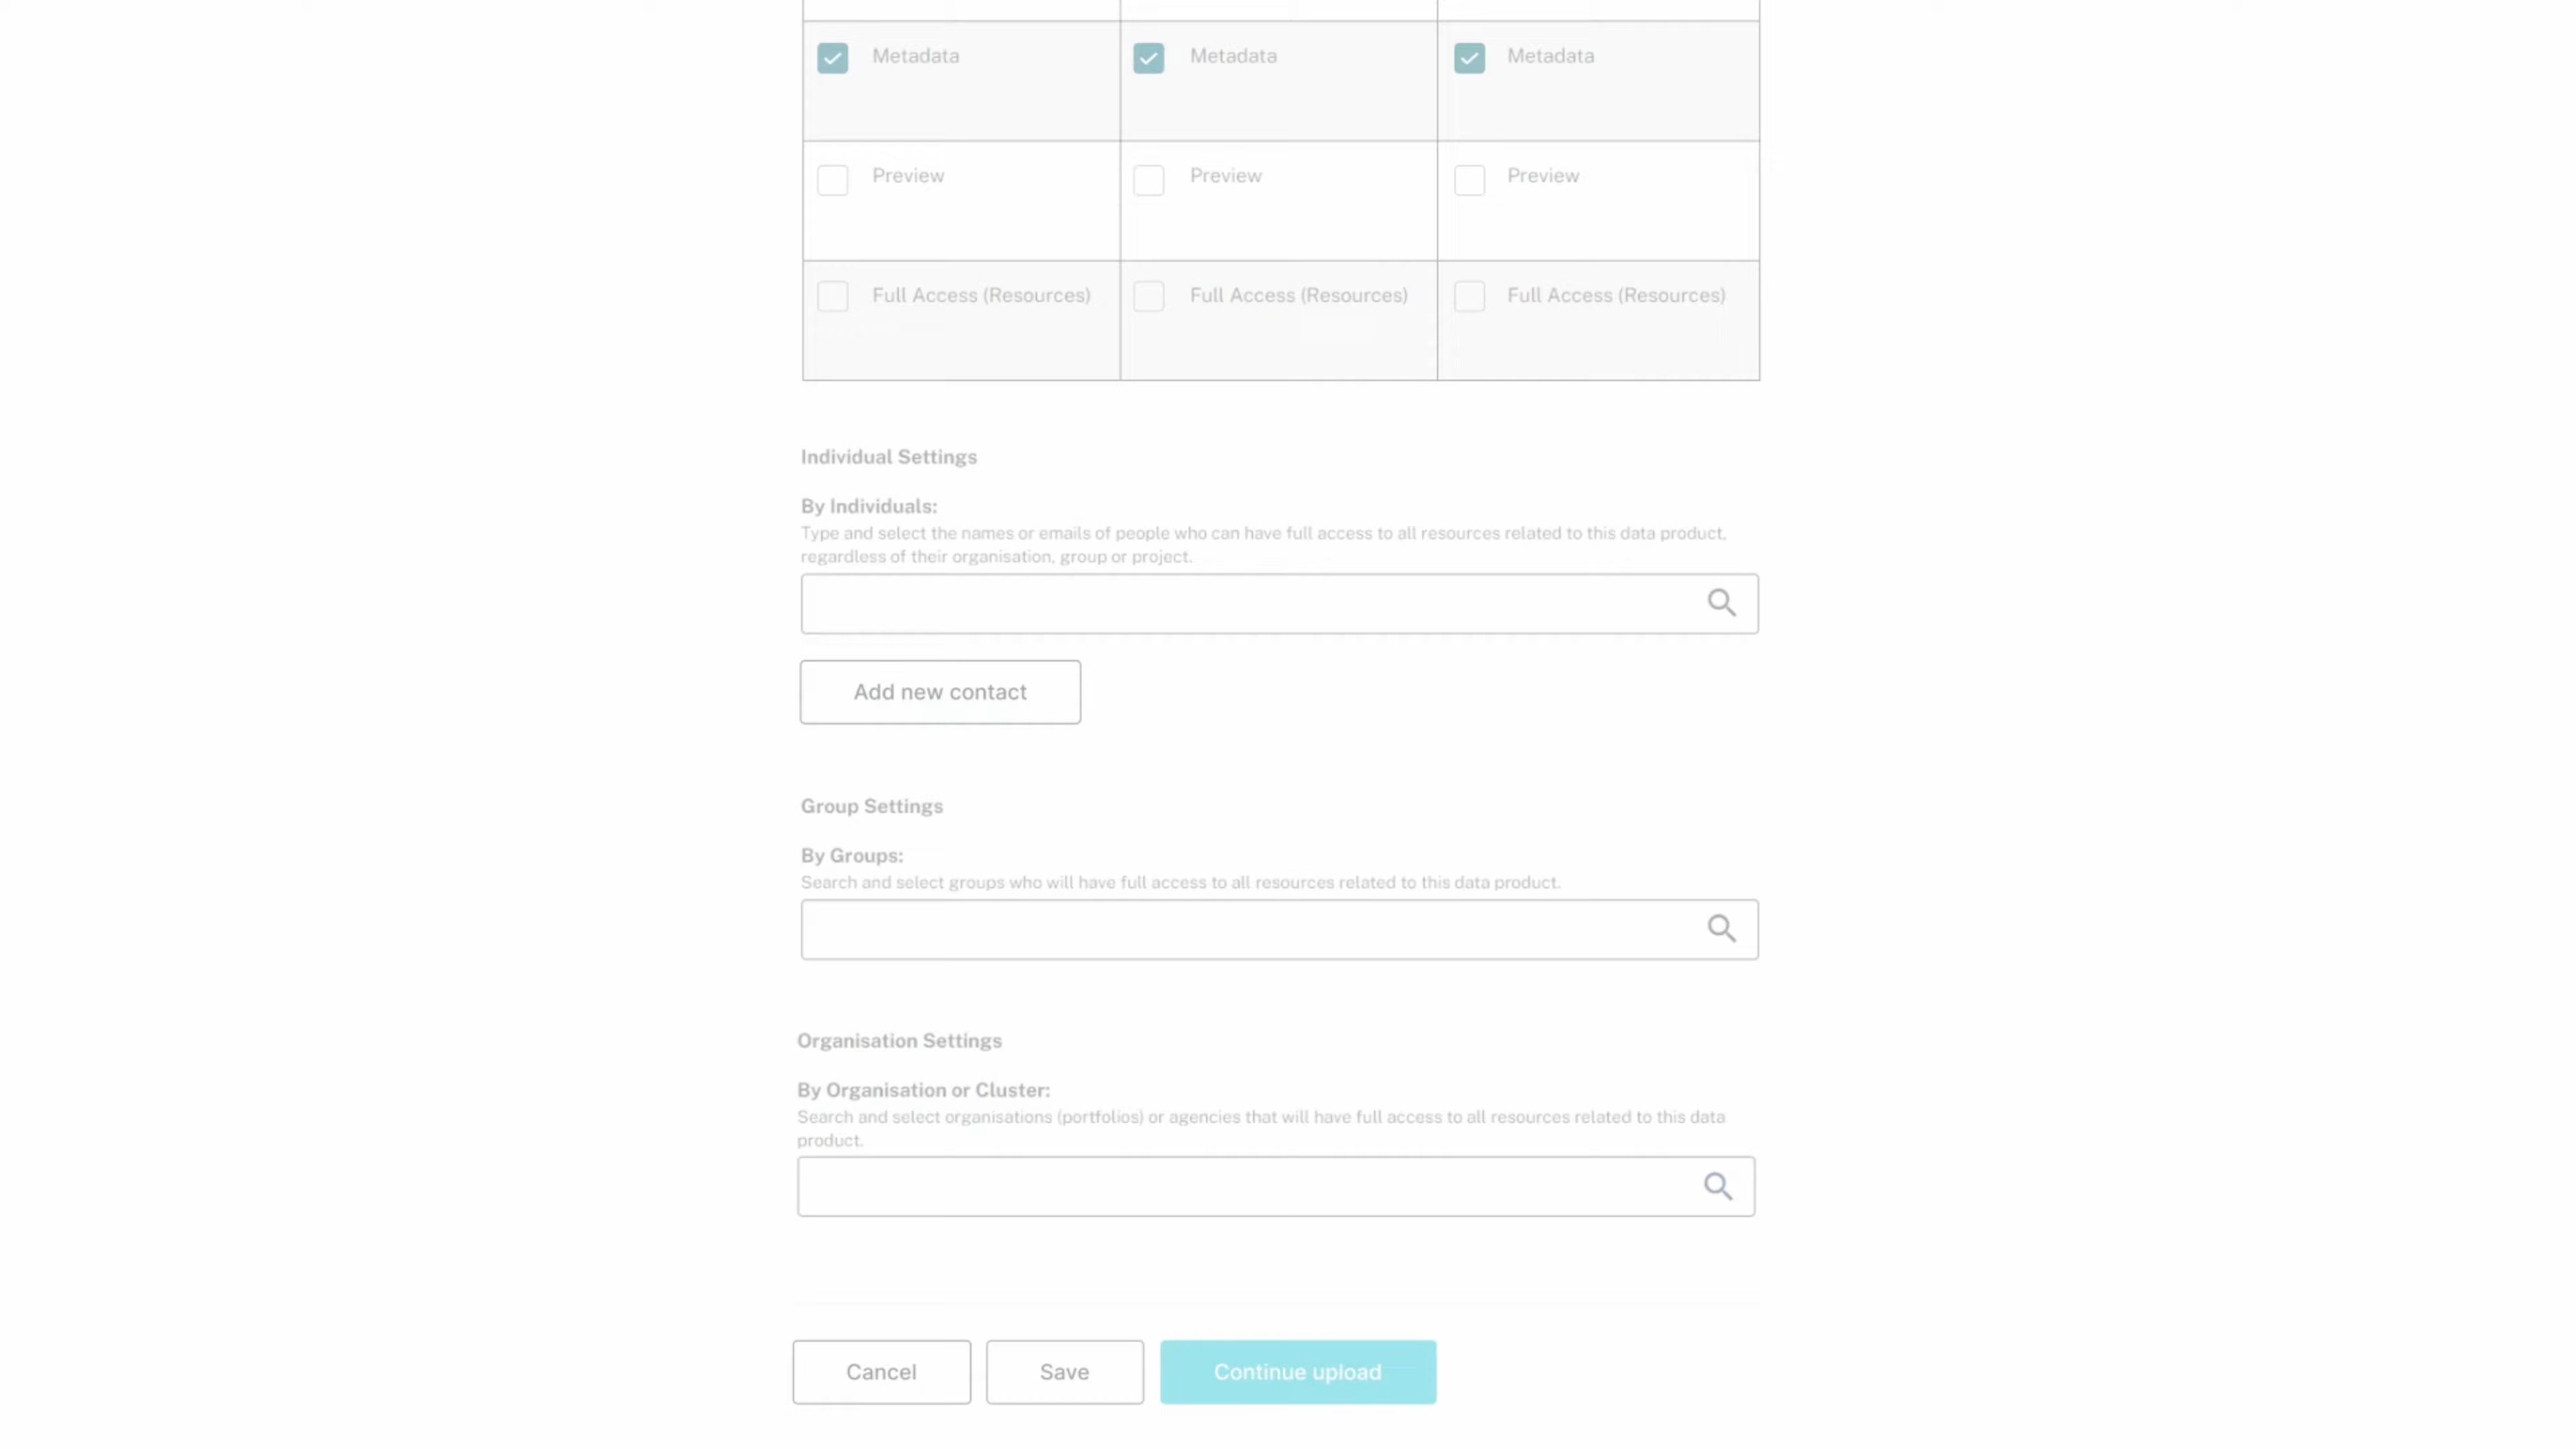 Metadata Metadata Metadata
Preview Preview Preview
Full Access (Resources) Full Access (Resources) Full Access (Resources)
Individual Settings
By Individuals:
Type and select the names or emails of people who can have full access to all resources related to this data product,
regardless of their organisation, group or project.
Add new contact
Group Settings
By Groups:
Search and select groups who will have full access to all resources related to this data product.
Organisation Settings
By Organisation or Cluster:
Search and select organisations (portfolios) or agencies that will have full access to all resources related to this data
product.
Cancel Save Continue upload